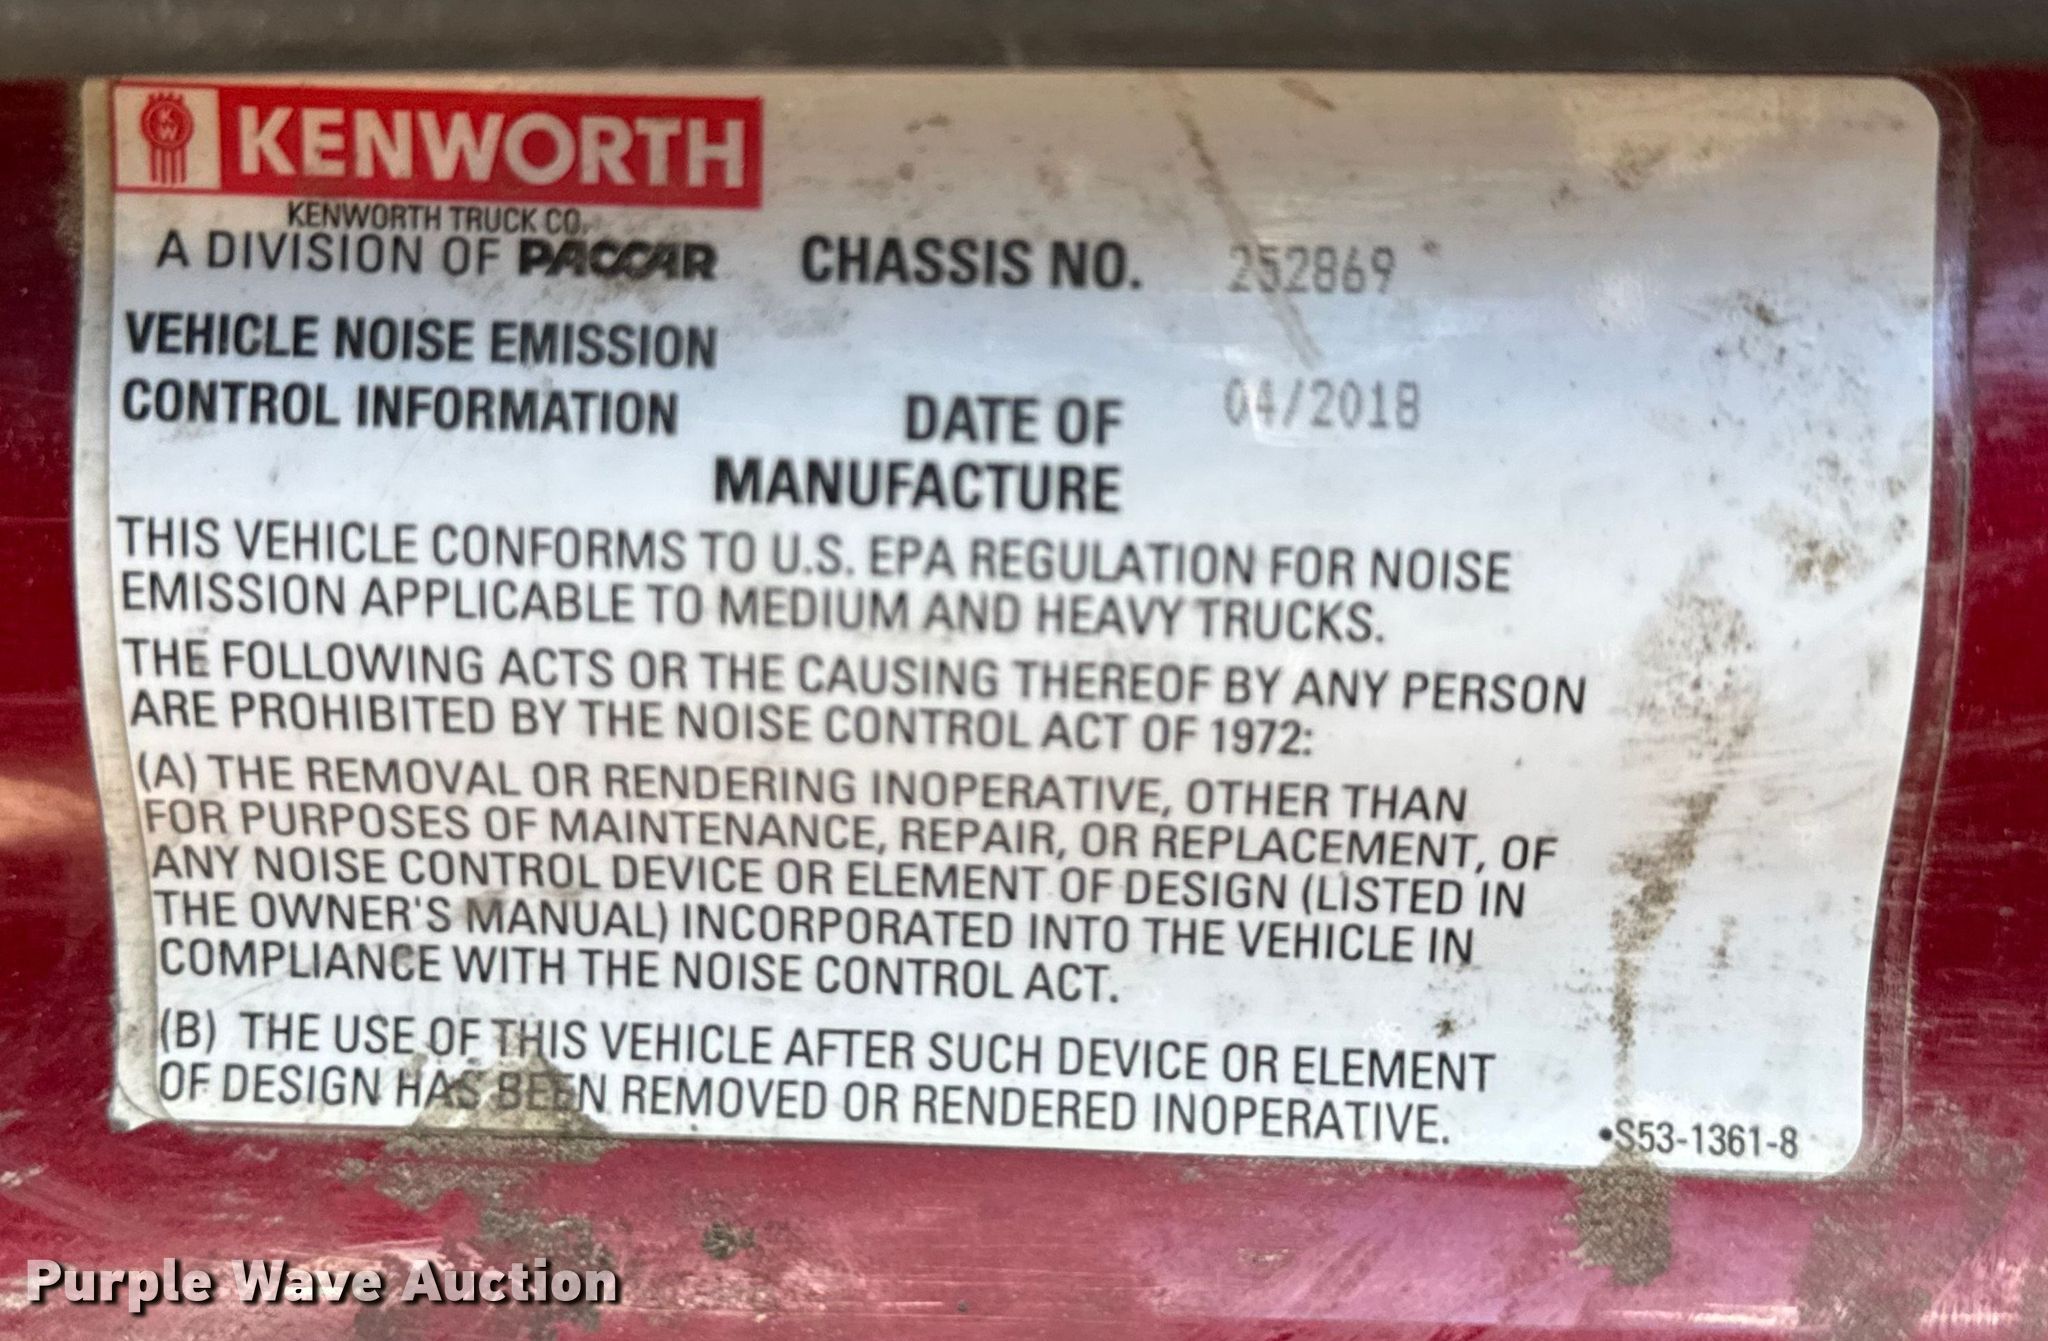 KW
KENWORTH
KENWORTH TRUCK CO.
A DIVISION OF PACCAR
CHASSIS NO. 252869
VEHICLE NOISE EMISSION
CONTROL INFORMATION
DATE OF 04/2018
MANUFACTURE
THIS VEHICLE CONFORMS TO U.S. EPA REGULATION FOR NOISE
EMISSION APPLICABLE TO MEDIUM AND HEAVY TRUCKS.
THE FOLLOWING ACTS OR THE CAUSING THEREOF BY ANY PERSON
ARE PROHIBITED BY THE NOISE CONTROL ACT OF 1972:
(A) THE REMOVAL OR RENDERING INOPERATIVE, OTHER THAN
FOR PURPOSES OF MAINTENANCE, REPAIR, OR REPLACEMENT, OF
ANY NOISE CONTROL DEVICE OR ELEMENT OF DESIGN (LISTED IN
THE OWNER'S MANUAL) INCORPORATED INTO THE VEHICLE IN
COMPLIANCE WITH THE NOISE CONTROL ACT.
(B) THE USE OF THIS VEHICLE AFTER SUCH DEVICE OR ELEMENT
OF DESIGN HAS BEEN REMOVED OR RENDERED INOPERATIVE.
•S53-1361-8
Purple Wave Auction